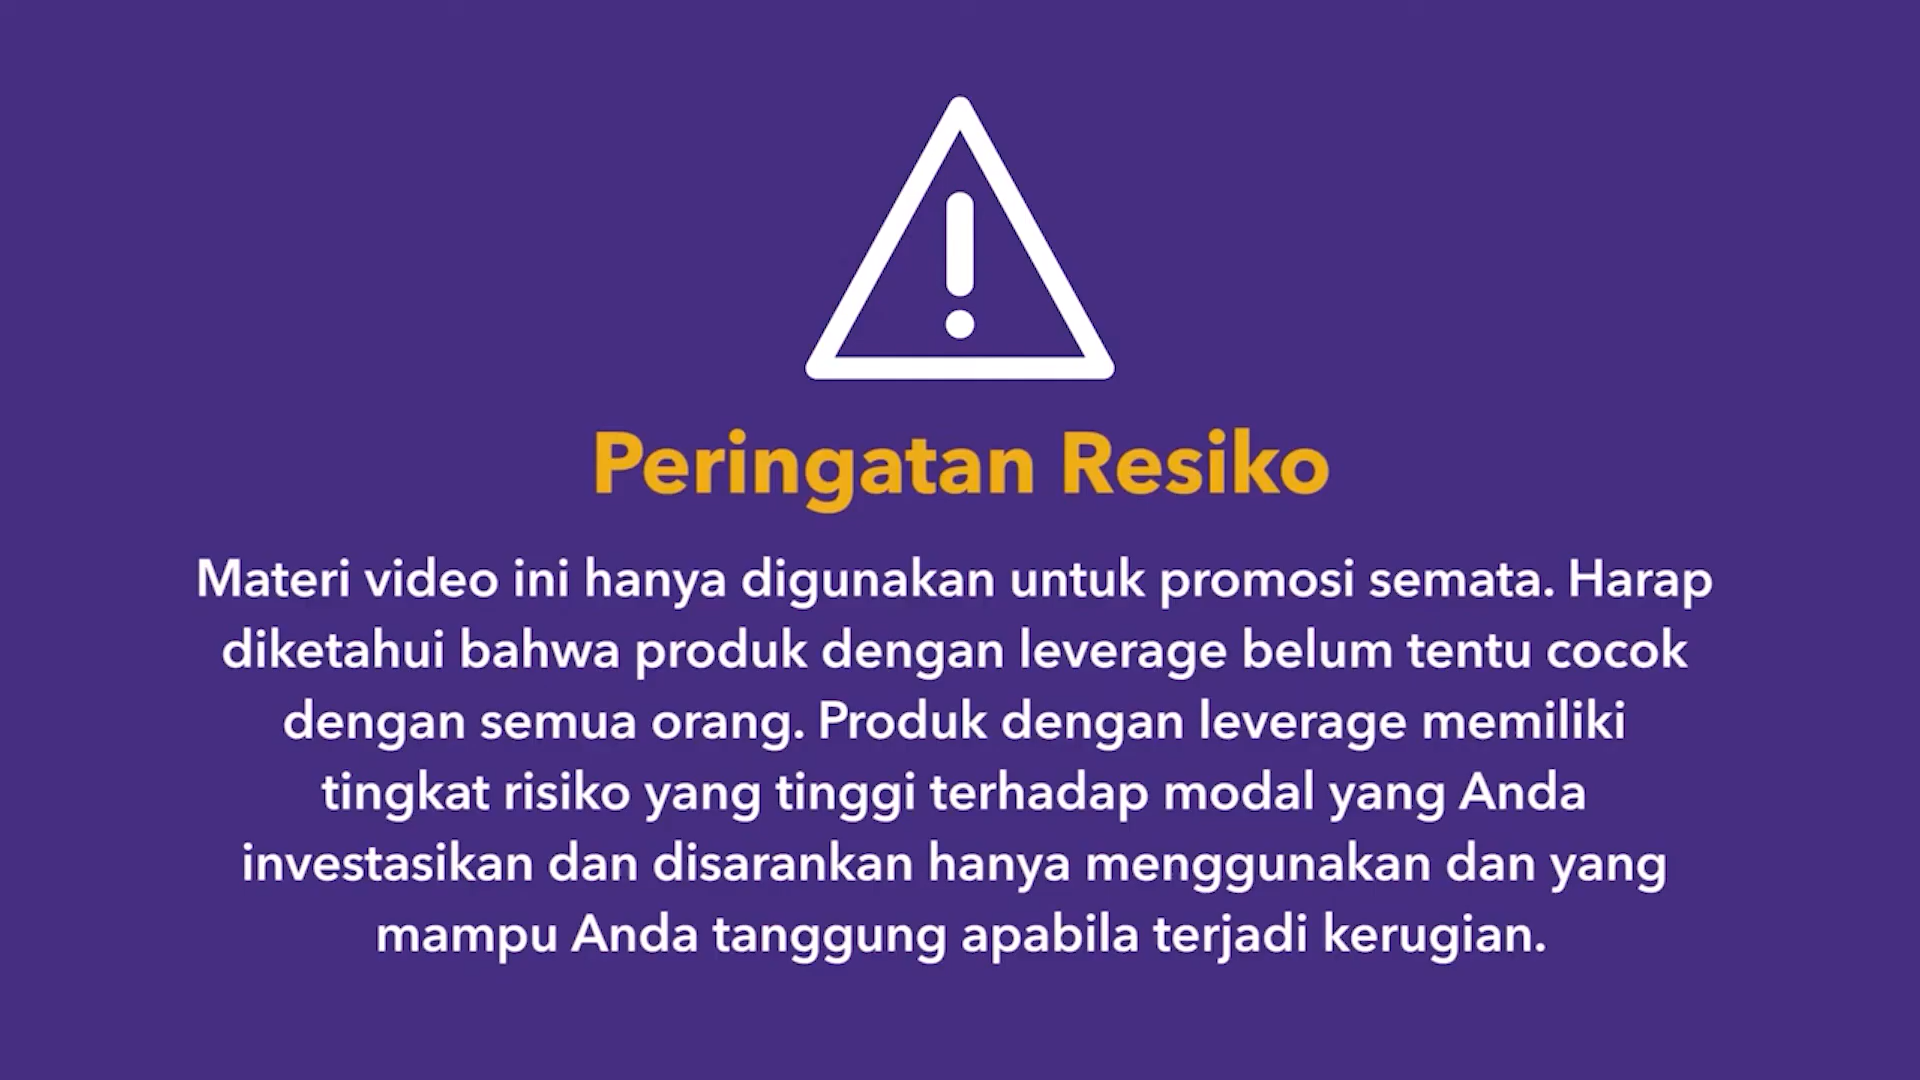 Peringatan Resiko
Materi video ini hanya digunakan untuk promosi semata. Harap
diketahui bahwa produk dengan leverage belum tentu cocok
dengan semua orang. Produk dengan leverage memiliki
tingkat risiko yang tinggi terhadap modal yang Anda
investasikan dan disarankan hanya menggunakan dan yang
mampu Anda tanggung apabila terjadi kerugian.